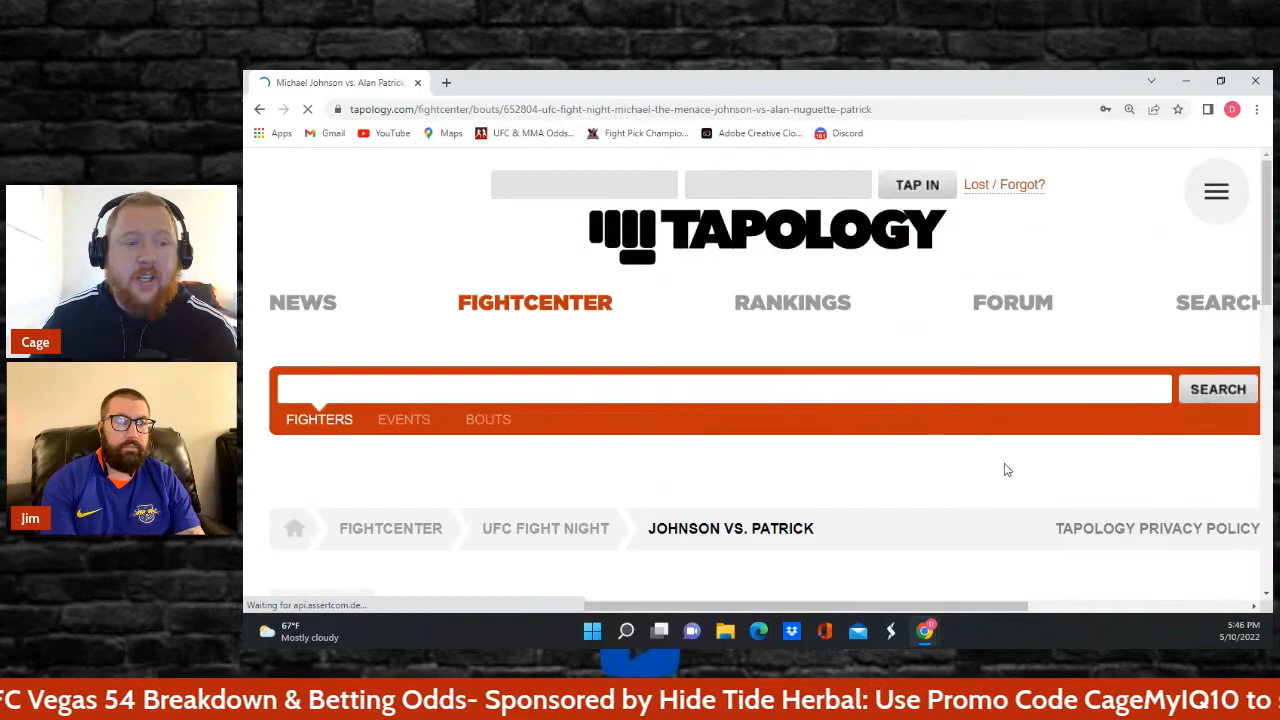 Michael Johnson vs. Alan Patrick
tapology.com/fightcenter/bouts/652804-ufc-fight-night-michael-the-menace-johnson-vs-alan-nuguette-patrick
D
Apps Gmail YouTube Maps UFC & MMA Odds... Fight Pick Champio... Adobe Creative Clo... 161 Discord
TAP IN Lost / Forgot?
TAPOLOGY
NEWS FIGHTCENTER RANKINGS FORUM SEARCH
SEARCH
FIGHTERS EVENTS BOUTS
FIGHTCENTER UFC FIGHT NIGHT JOHNSON VS. PATRICK TAPOLOGY PRIVACY POLICY
Waiting for api.assertcom.de...
67°F
Mostly cloudy
5:46 PM
5/10/2022
Cage
Jim
FC Vegas 54 Breakdown & Betting Odds- Sponsored by Hide Tide Herbal: Use Promo Code CageMyIQ10 to